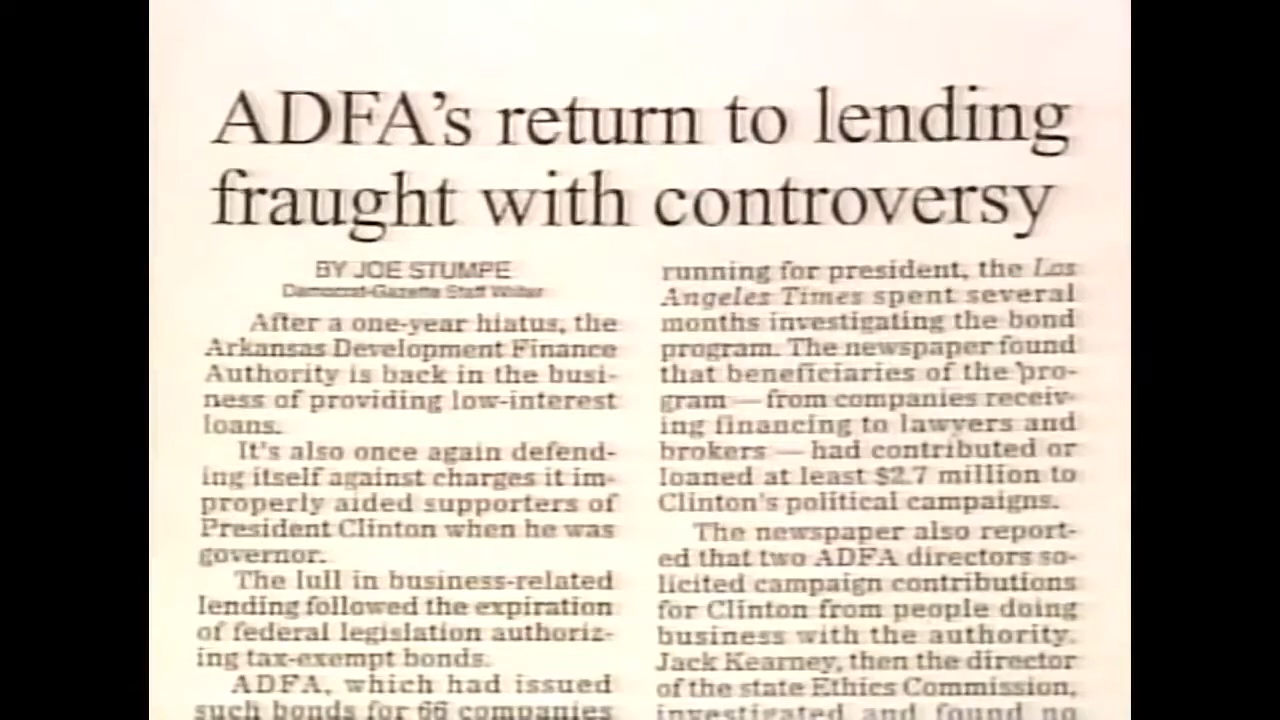 ADFA's return to lending
fraught with controversy
BY JOE STUMPE
Democrat-Gazette Staff Writer
After a one-year hiatus, the
Arkansas Development Finance
Authority is back in the busi-
ness of providing low-interest
loans.
It's also once again defend-
ing itself against charges it im-
properly aided supporters of
President Clinton when he was
governor.
The lull in business-related
lending followed the expiration
of federal legislation authoriz-
ing tax-exempt bonds.
ADFA, which had issued
such bonds for 66 companies
running for president, the Los
Angeles Times spent several
months investigating the bond
program. The newspaper found
that beneficiaries of the pro-
gram — from companies receiv-
ing financing to lawyers and
brokers — had contributed or
loaned at least $2.7 million to
Clinton's political campaigns.
The newspaper also report-
ed that two ADFA directors so-
licited campaign contributions
for Clinton from people doing
business with the authority.
Jack Kearney, then the director
of the state Ethics Commission,
investigated and found no